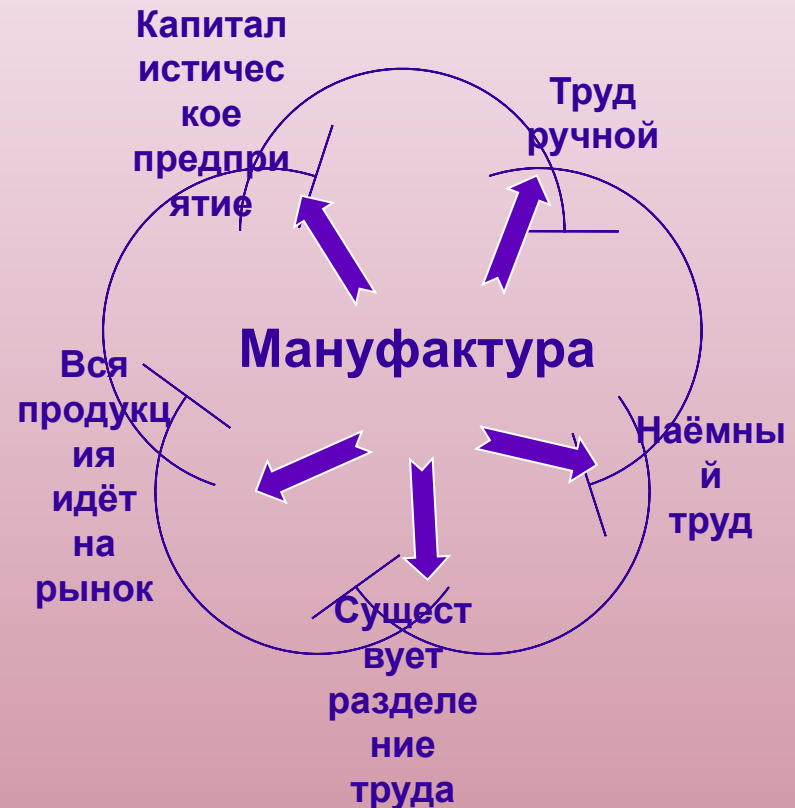 Капитал
истичес
кое
предпри
ятие
Труд
ручной
Мануфактура
Вся
продукц
ия
идёт
на
рынок
Наёмны
й
труд
Сущест
вует
разделе
ние
труда